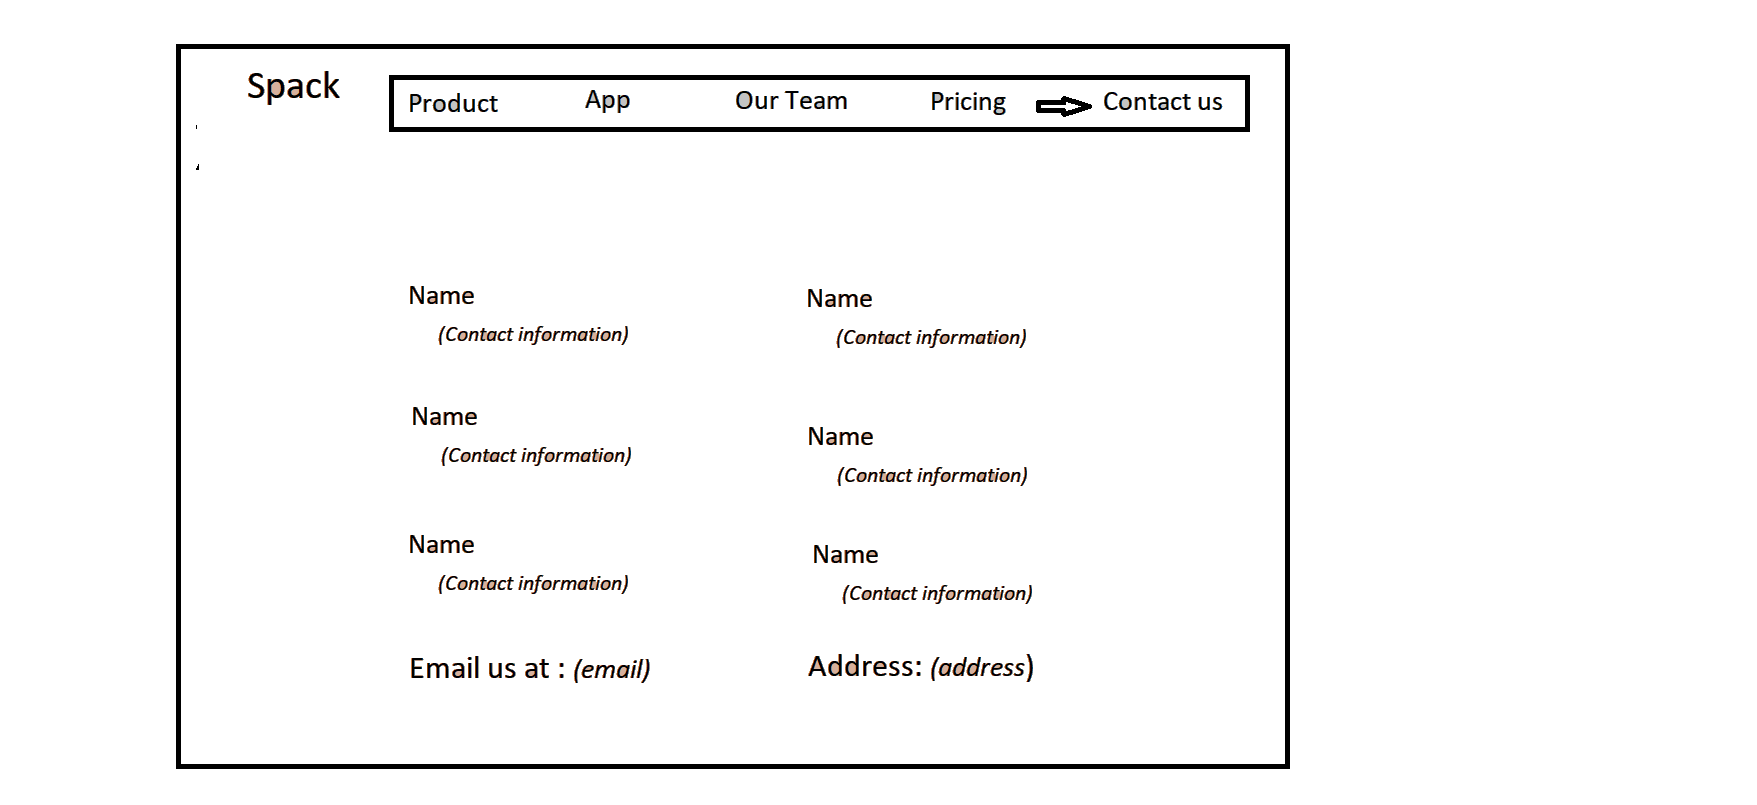 Spack
Product App Our Team Pricing Contact us
Name Name
(Contact information) (Contact information)
Name
(Contact information)
Name
(Contact information)
Name
(Contact information)
Name
(Contact information)
Email us at : (email) Address: (address)